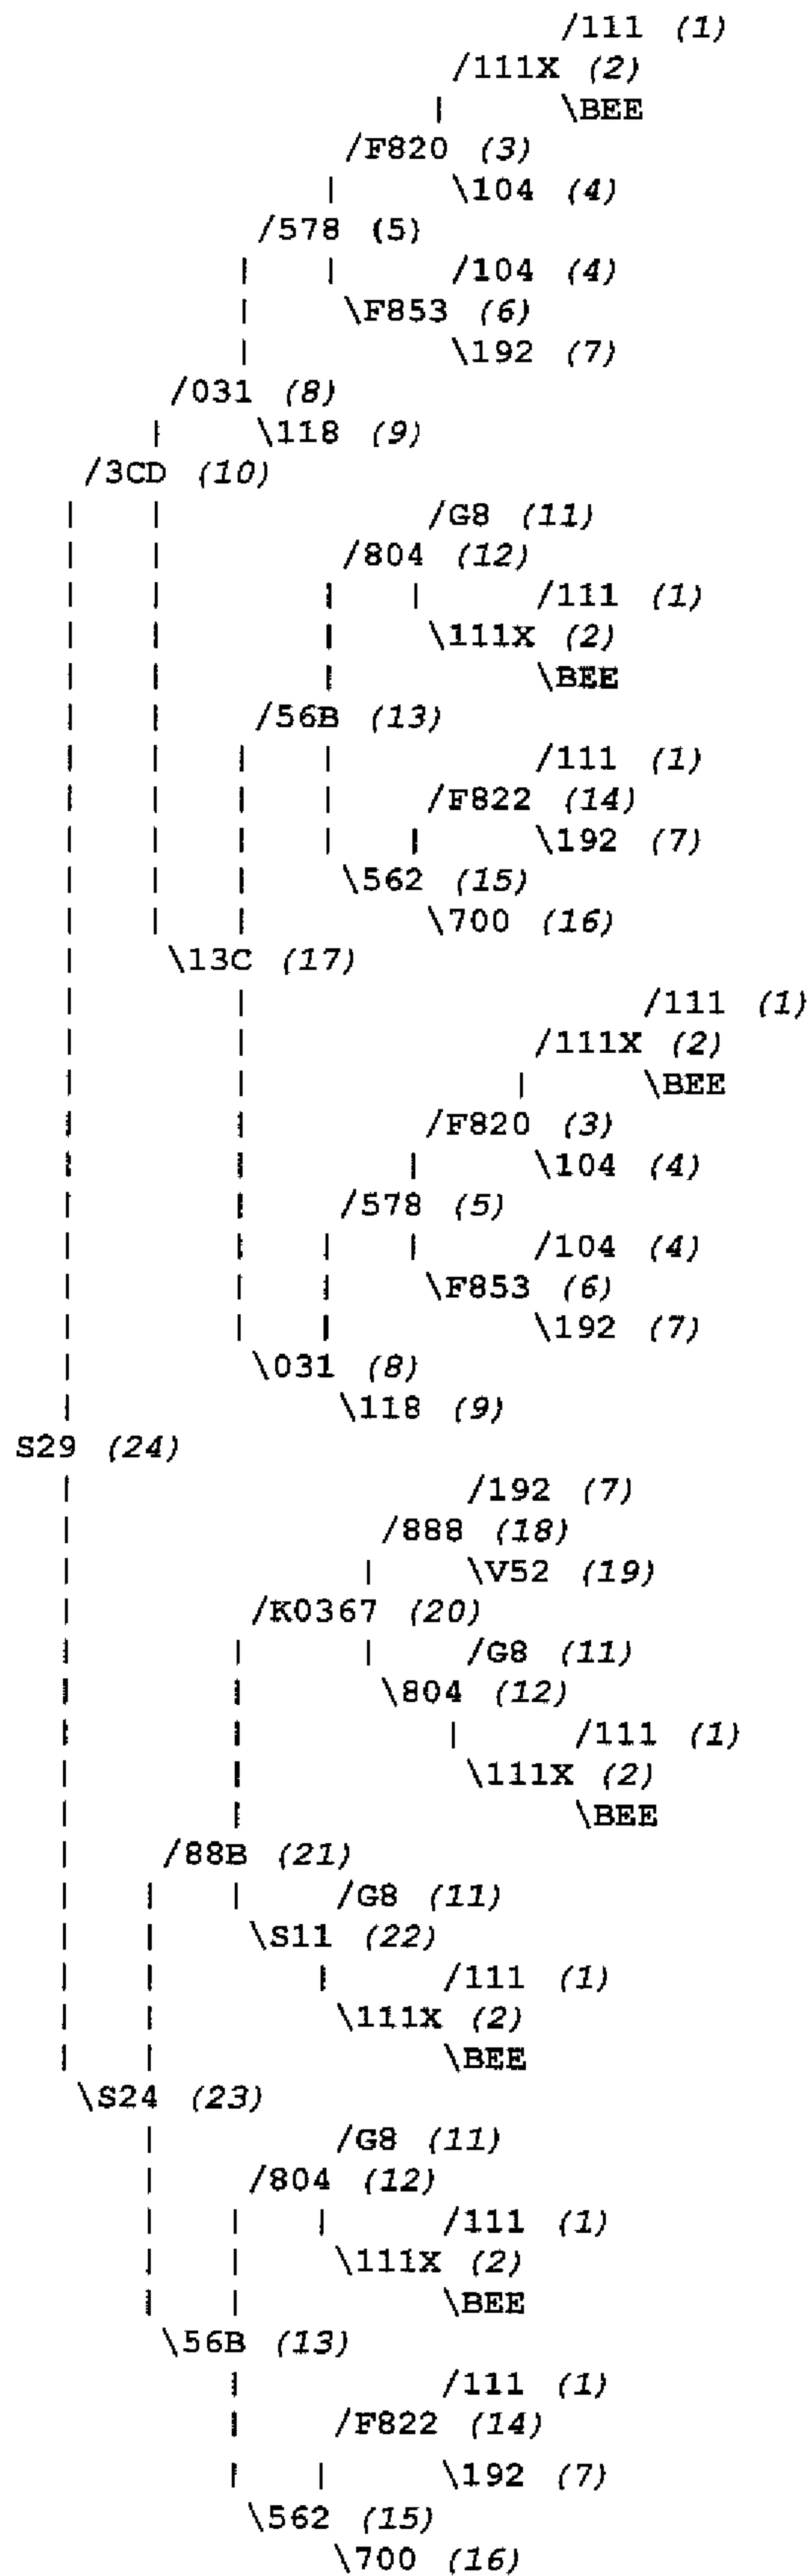 /111 (1)
/111X (2)
| \BEE
/F820 (3)
| \104 (4)
/578 (5)
| | /104 (4)
| \F853 (6)
| \192 (7)
/031 (8)
| \118 (9)
/3CD (10)
| | /G8 (11)
| | /804 (12)
| | | | /111 (1)
| | | \111X (2)
| | | \BEE
| | /56B (13)
| | | | /111 (1)
| | | | /F822 (14)
| | | | | \192 (7)
| | | \562 (15)
| | | \700 (16)
| \13C (17)
| | /111 (1)
| | /111X (2)
| | | \BEE
| | /F820 (3)
| | | \104 (4)
| | /578 (5)
| | | | /104 (4)
| | | \F853 (6)
| | | \192 (7)
| \031 (8)
| \118 (9)
S29 (24)
| /192 (7)
| /888 (18)
| | \V52 (19)
| /K0367 (20)
| | | /G8 (11)
| | \804 (12)
| | | /111 (1)
| | \111X (2)
| | \BEE
| /88B (21)
| | | /G8 (11)
| | \S11 (22)
| | | /111 (1)
| | \111X (2)
| | \BEE
\S24 (23)
| /G8 (11)
| /804 (12)
| | | /111 (1)
| | \111X (2)
| | \BEE
\56B (13)
| /111 (1)
| /F822 (14)
| | \192 (7)
\562 (15)
\700 (16)